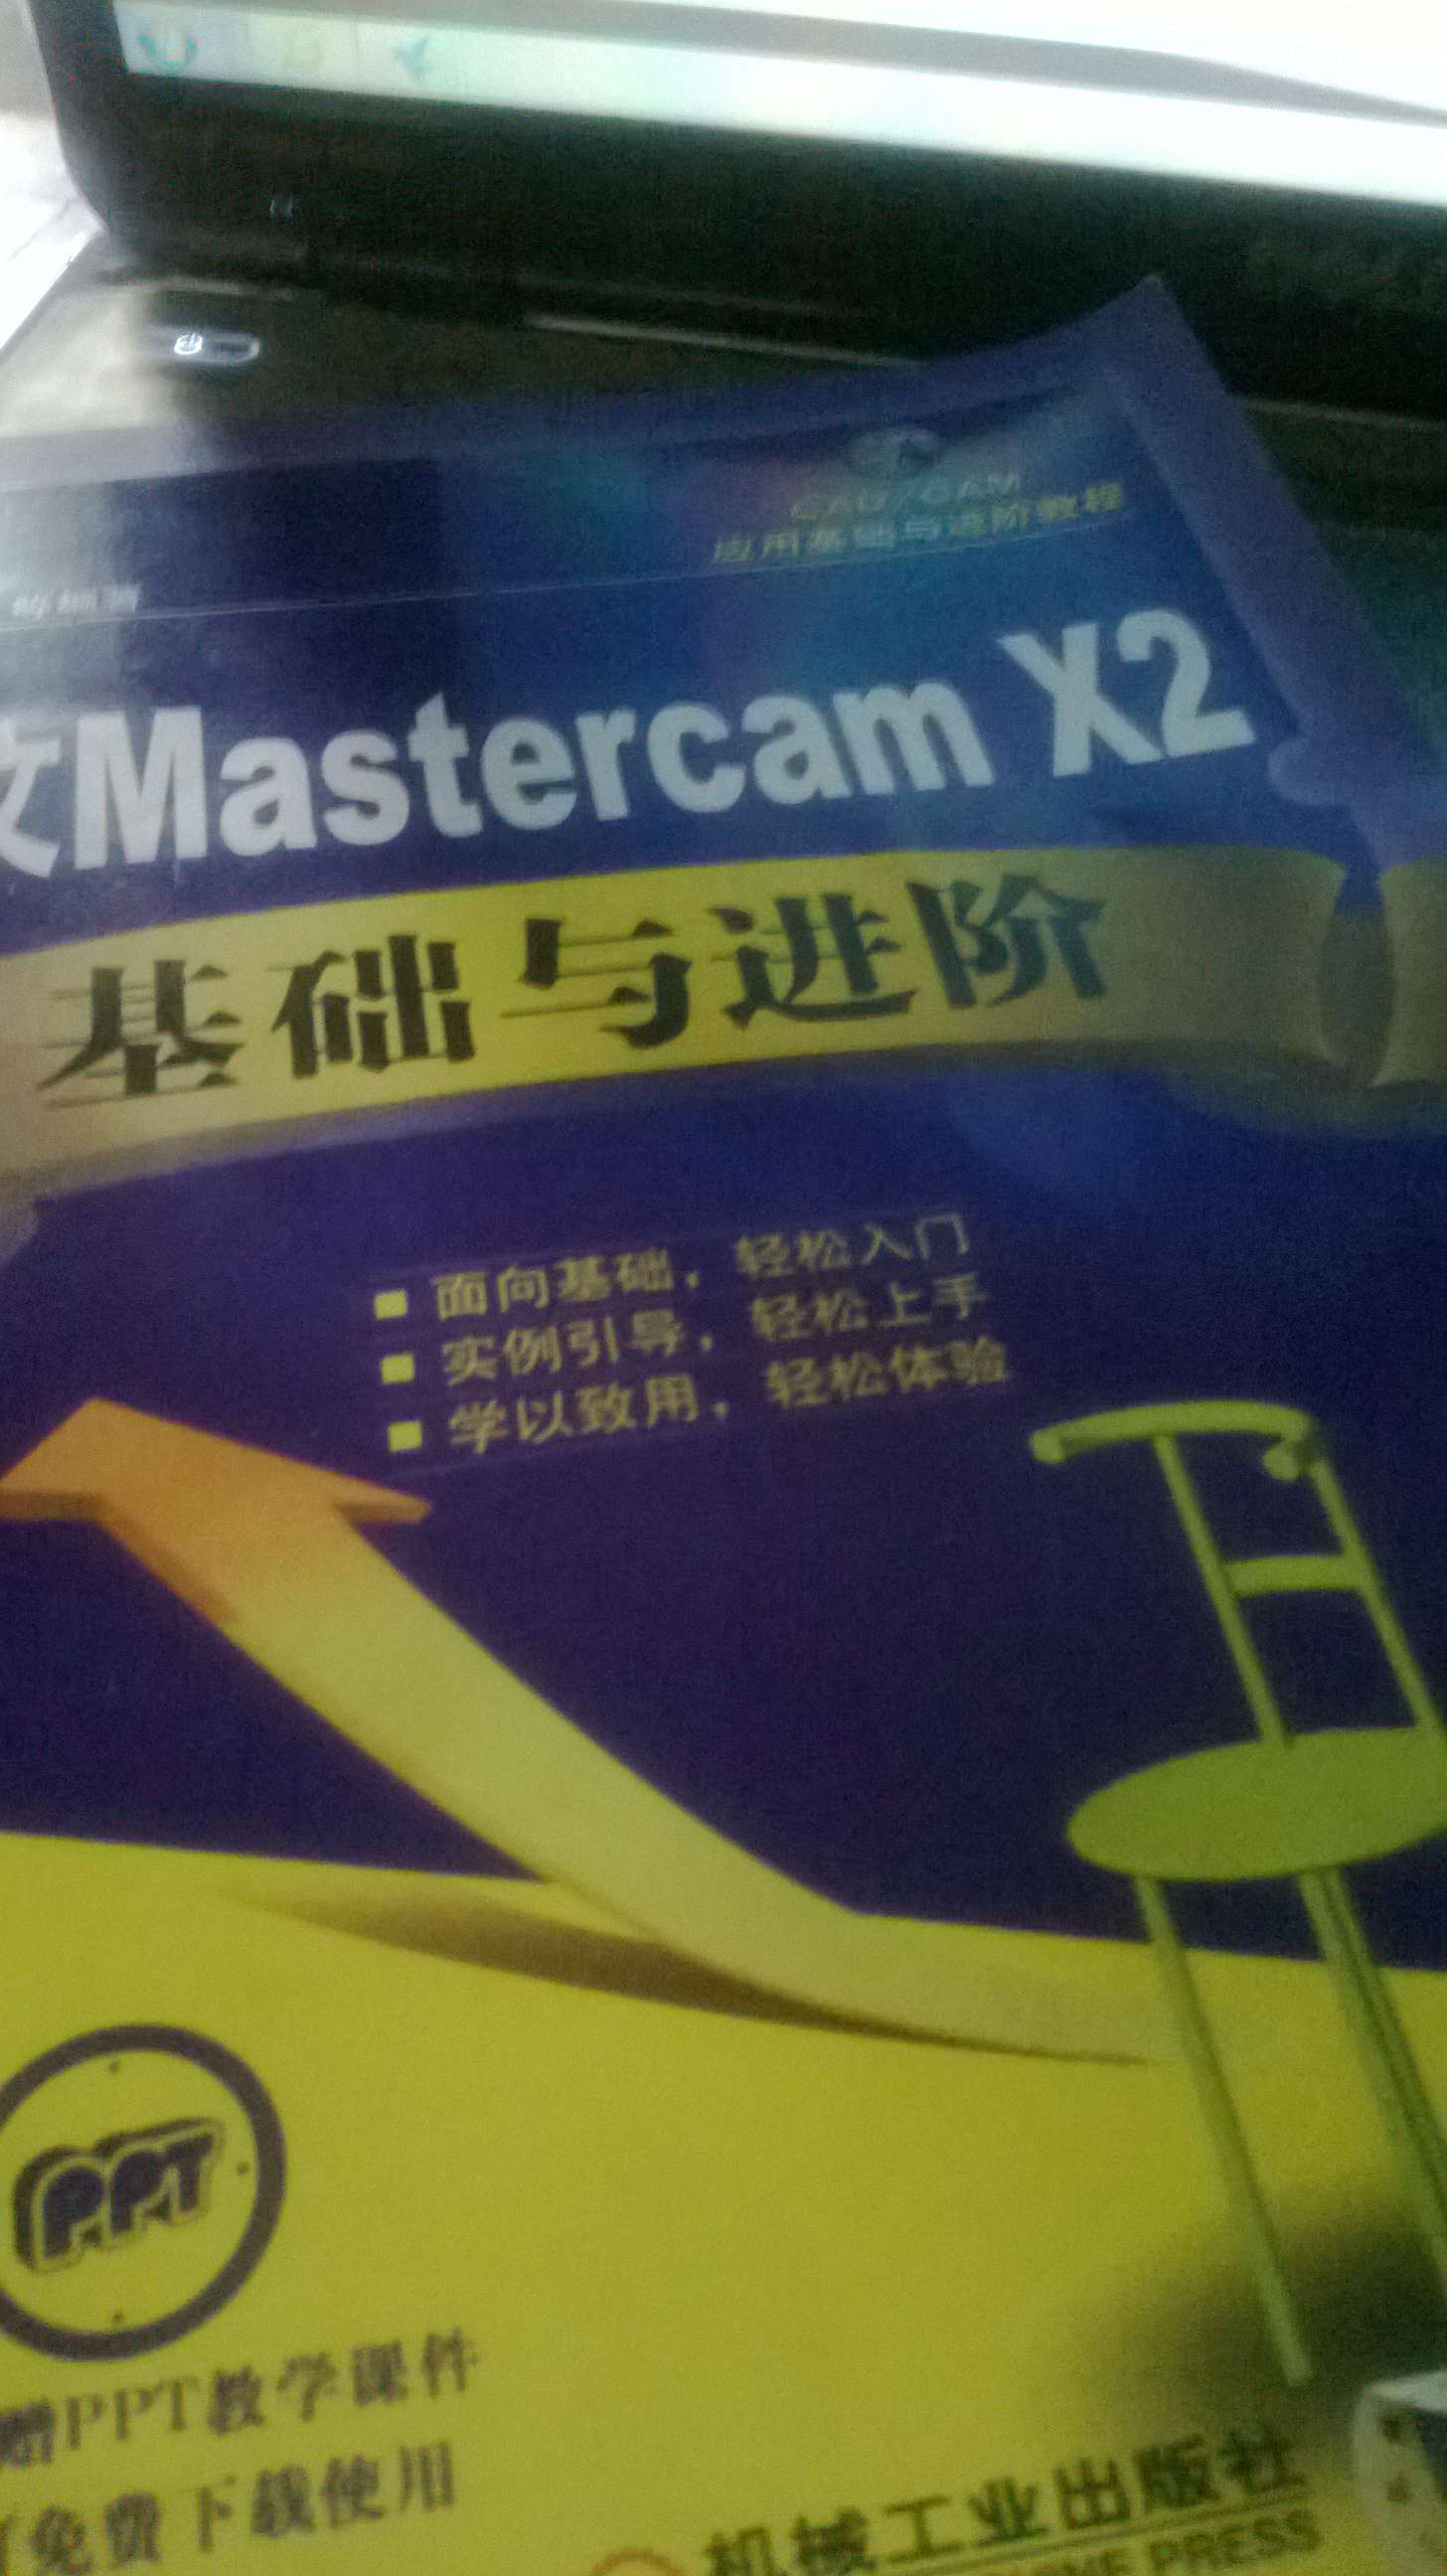 CAD/CAM
应用基础与进阶教程
编著
文Mastercam X2
基础与进阶
面向基础，轻松入门
实例引导，轻松上手
学以致用，轻松体验
PPT
赠PPT教学课件
可免费下载使用
机械工业出版社
PRESS